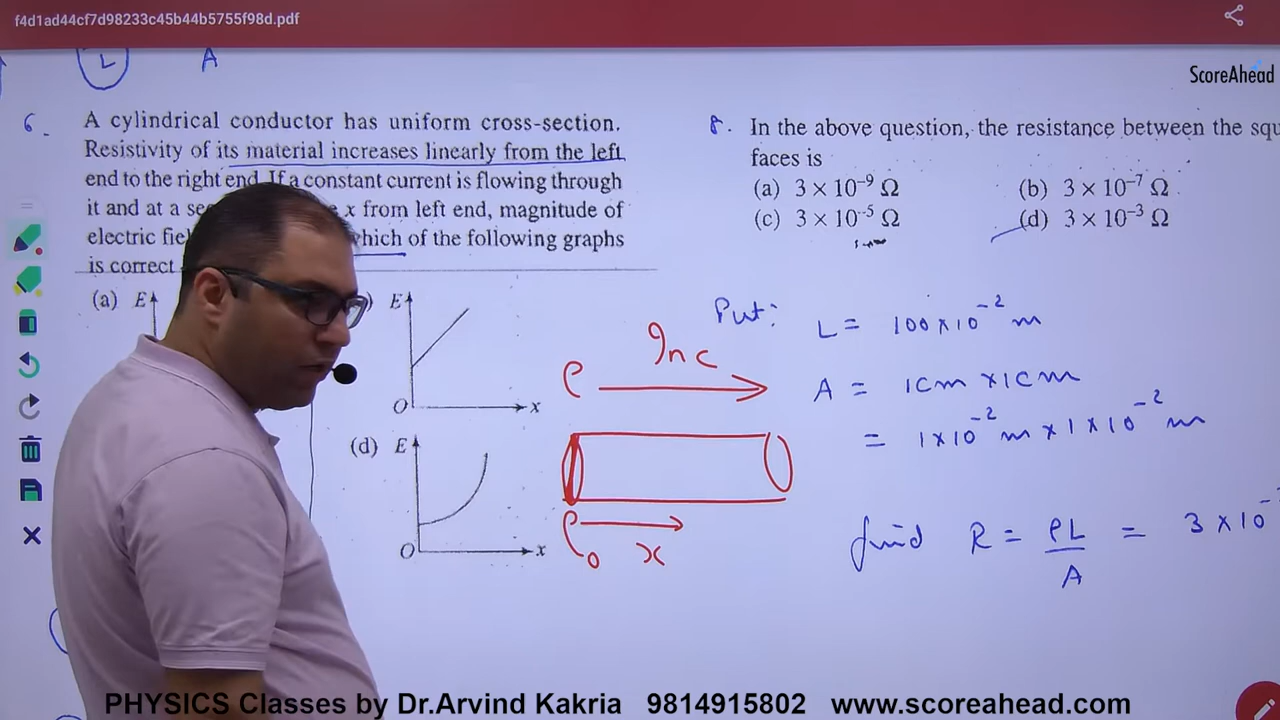 f4d1ad44cf7d98233c45b44b5755f98d.pdf
ScoreAhead
L A
6.
A cylindrical conductor has uniform cross-section.
Resistivity of its material increases linearly from the left
end to the right end. If a constant current is flowing through
it and at a x from left end, magnitude of
electric which of the following graphs
is correct
(a) E
E
O x
(d) E
O x
ρ Inc
ρ₀ x
8. In the above question, the resistance between the
faces is
(a) 3 × 10⁻⁹ Ω (b) 3 × 10⁻⁷ Ω
(c) 3 × 10⁻⁵ Ω (d) 3 × 10⁻³ Ω
Put:
L = 100×10⁻² m
A = 1cm × 1cm
= 1×10⁻² m × 1×10⁻² m
find R = ρL/A = 3×10
PHYSICS Classes by Dr.Arvind Kakria 9814915802 www.scoreahead.com